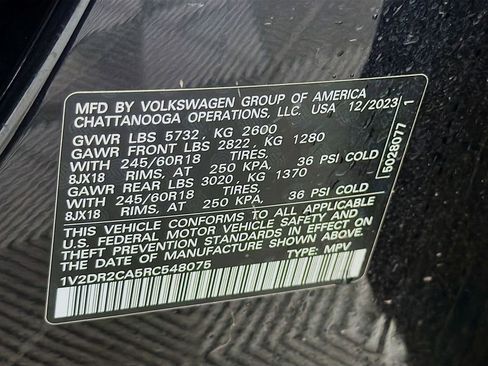 MFD BY VOLKSWAGEN GROUP OF AMERICA
CHATTANOOGA OPERATIONS, LLC. USA 12/2023
GVWR LBS 5732, KG 2600
GAWR FRONT LBS 2822, KG 1280
WITH 245/60R18 TIRES,
8JX18 RIMS, AT 250 KPA, 36 PSI COLD
GAWR REAR LBS 3020, KG 1370
WITH 245/60R18 TIRES,
8JX18 RIMS, AT 250 KPA, 36 PSI COLD
THIS VEHICLE CONFORMS TO ALL APPLICABLE
U.S. FEDERAL MOTOR VEHICLE SAFETY AND
THEFT PREVENTION STANDARDS IN EFFECT ON
THE DATE OF MANUFACTURE SHOWN ABOVE.
1V2DR2CA5RC548075 TYPE: MPV
5028077 1